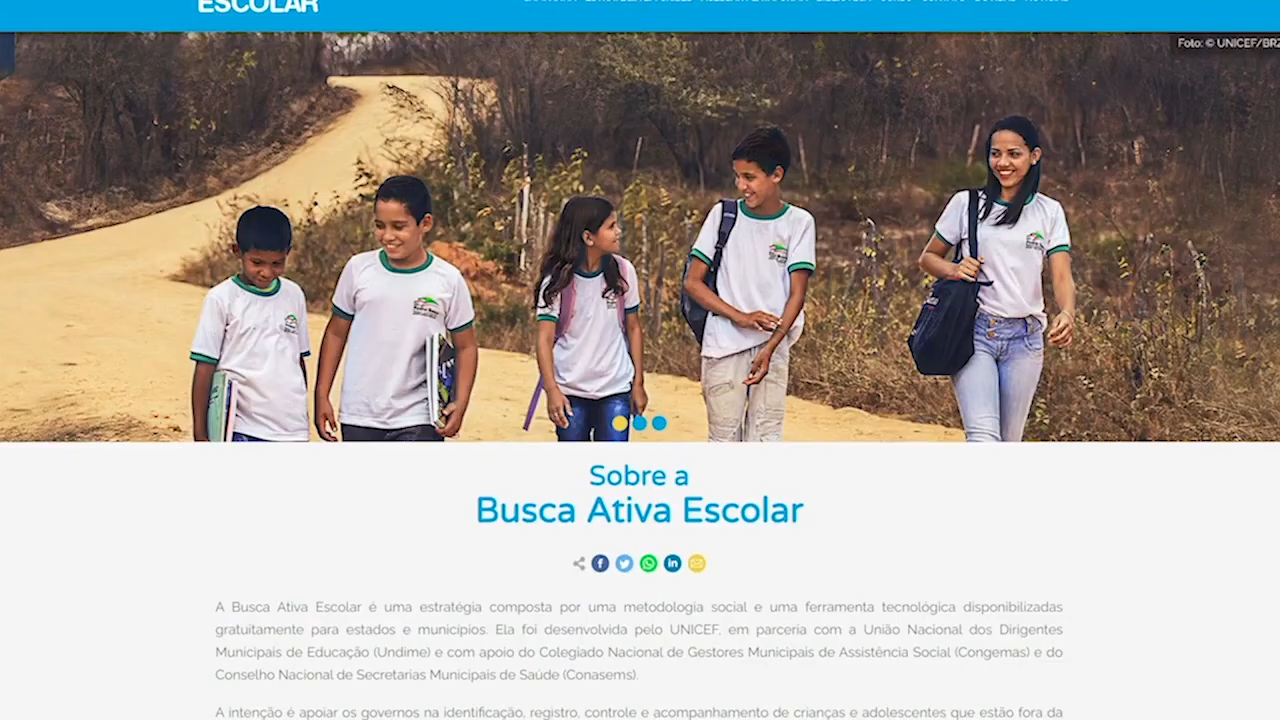 ESCOLAR
Foto: © UNICEF/BRZ
Sobre a
Busca Ativa Escolar
A Busca Ativa Escolar é uma estratégia composta por uma metodologia social e uma ferramenta tecnológica disponibilizadas
gratuitamente para estados e municípios. Ela foi desenvolvida pelo UNICEF, em parceria com a União Nacional dos Dirigentes
Municipais de Educação (Undime) e com apoio do Colegiado Nacional de Gestores Municipais de Assistência Social (Congemas) e do
Conselho Nacional de Secretarias Municipais de Saúde (Conasems).
A intenção é apoiar os governos na identificação, registro, controle e acompanhamento de crianças e adolescentes que estão fora da